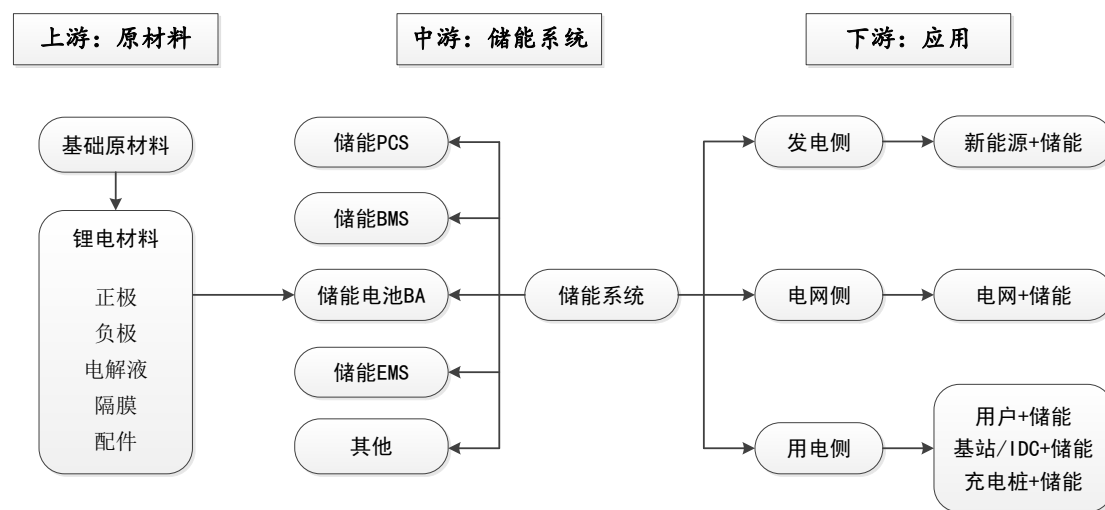 上游：原材料
中游：储能系统
下游：应用
基础原材料
锂电材料
正极
负极
电解液
隔膜
配件
储能PCS
储能BMS
储能电池BA
储能EMS
其他
储能系统
发电侧
新能源+储能
电网侧
电网+储能
用电侧
用户+储能
基站/IDC+储能
充电桩+储能